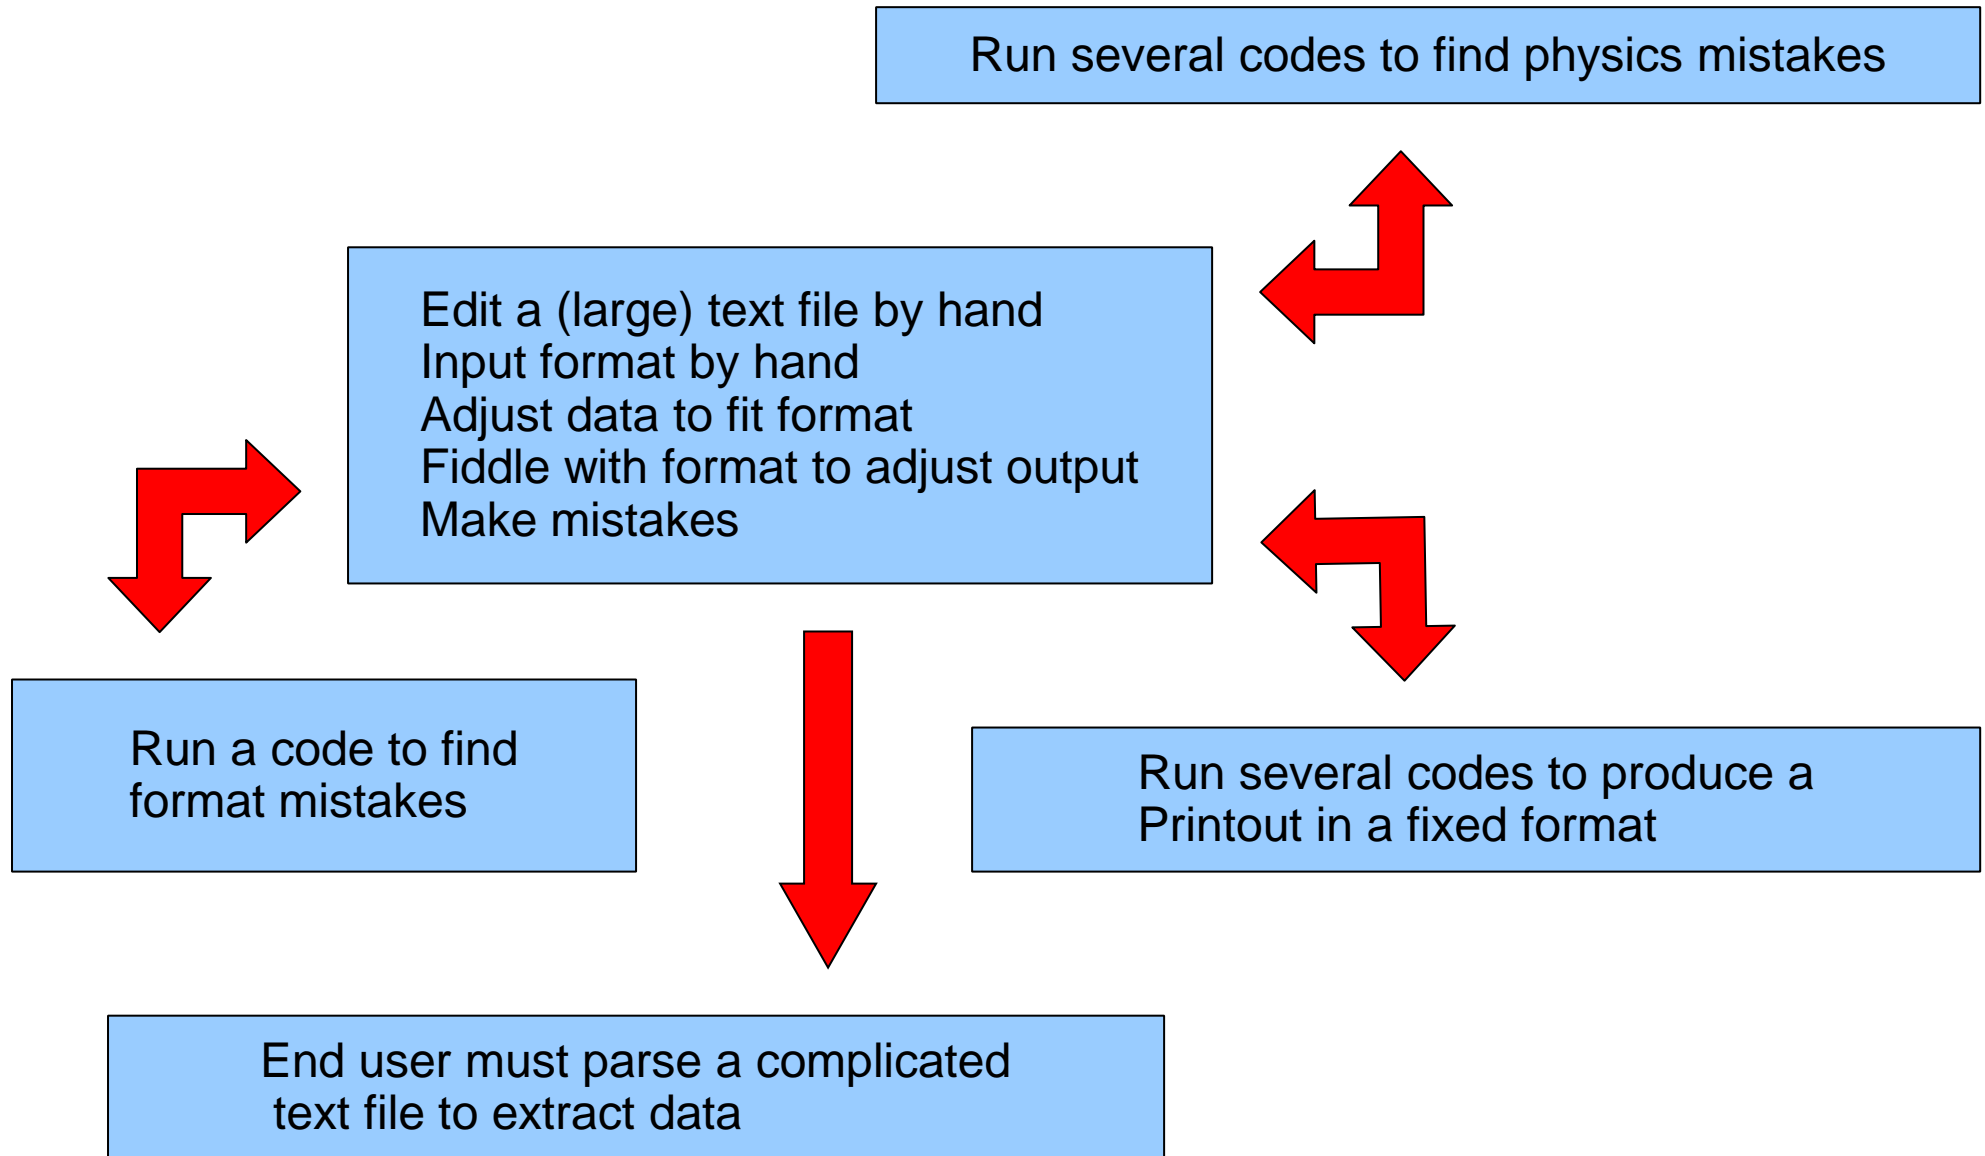 Run several codes to find physics mistakes
Edit a (large) text file by hand
Input format by hand
Adjust data to fit format
Fiddle with format to adjust output
Make mistakes
Run a code to find
format mistakes
Run several codes to produce a
Printout in a fixed format
End user must parse a complicated
text file to extract data